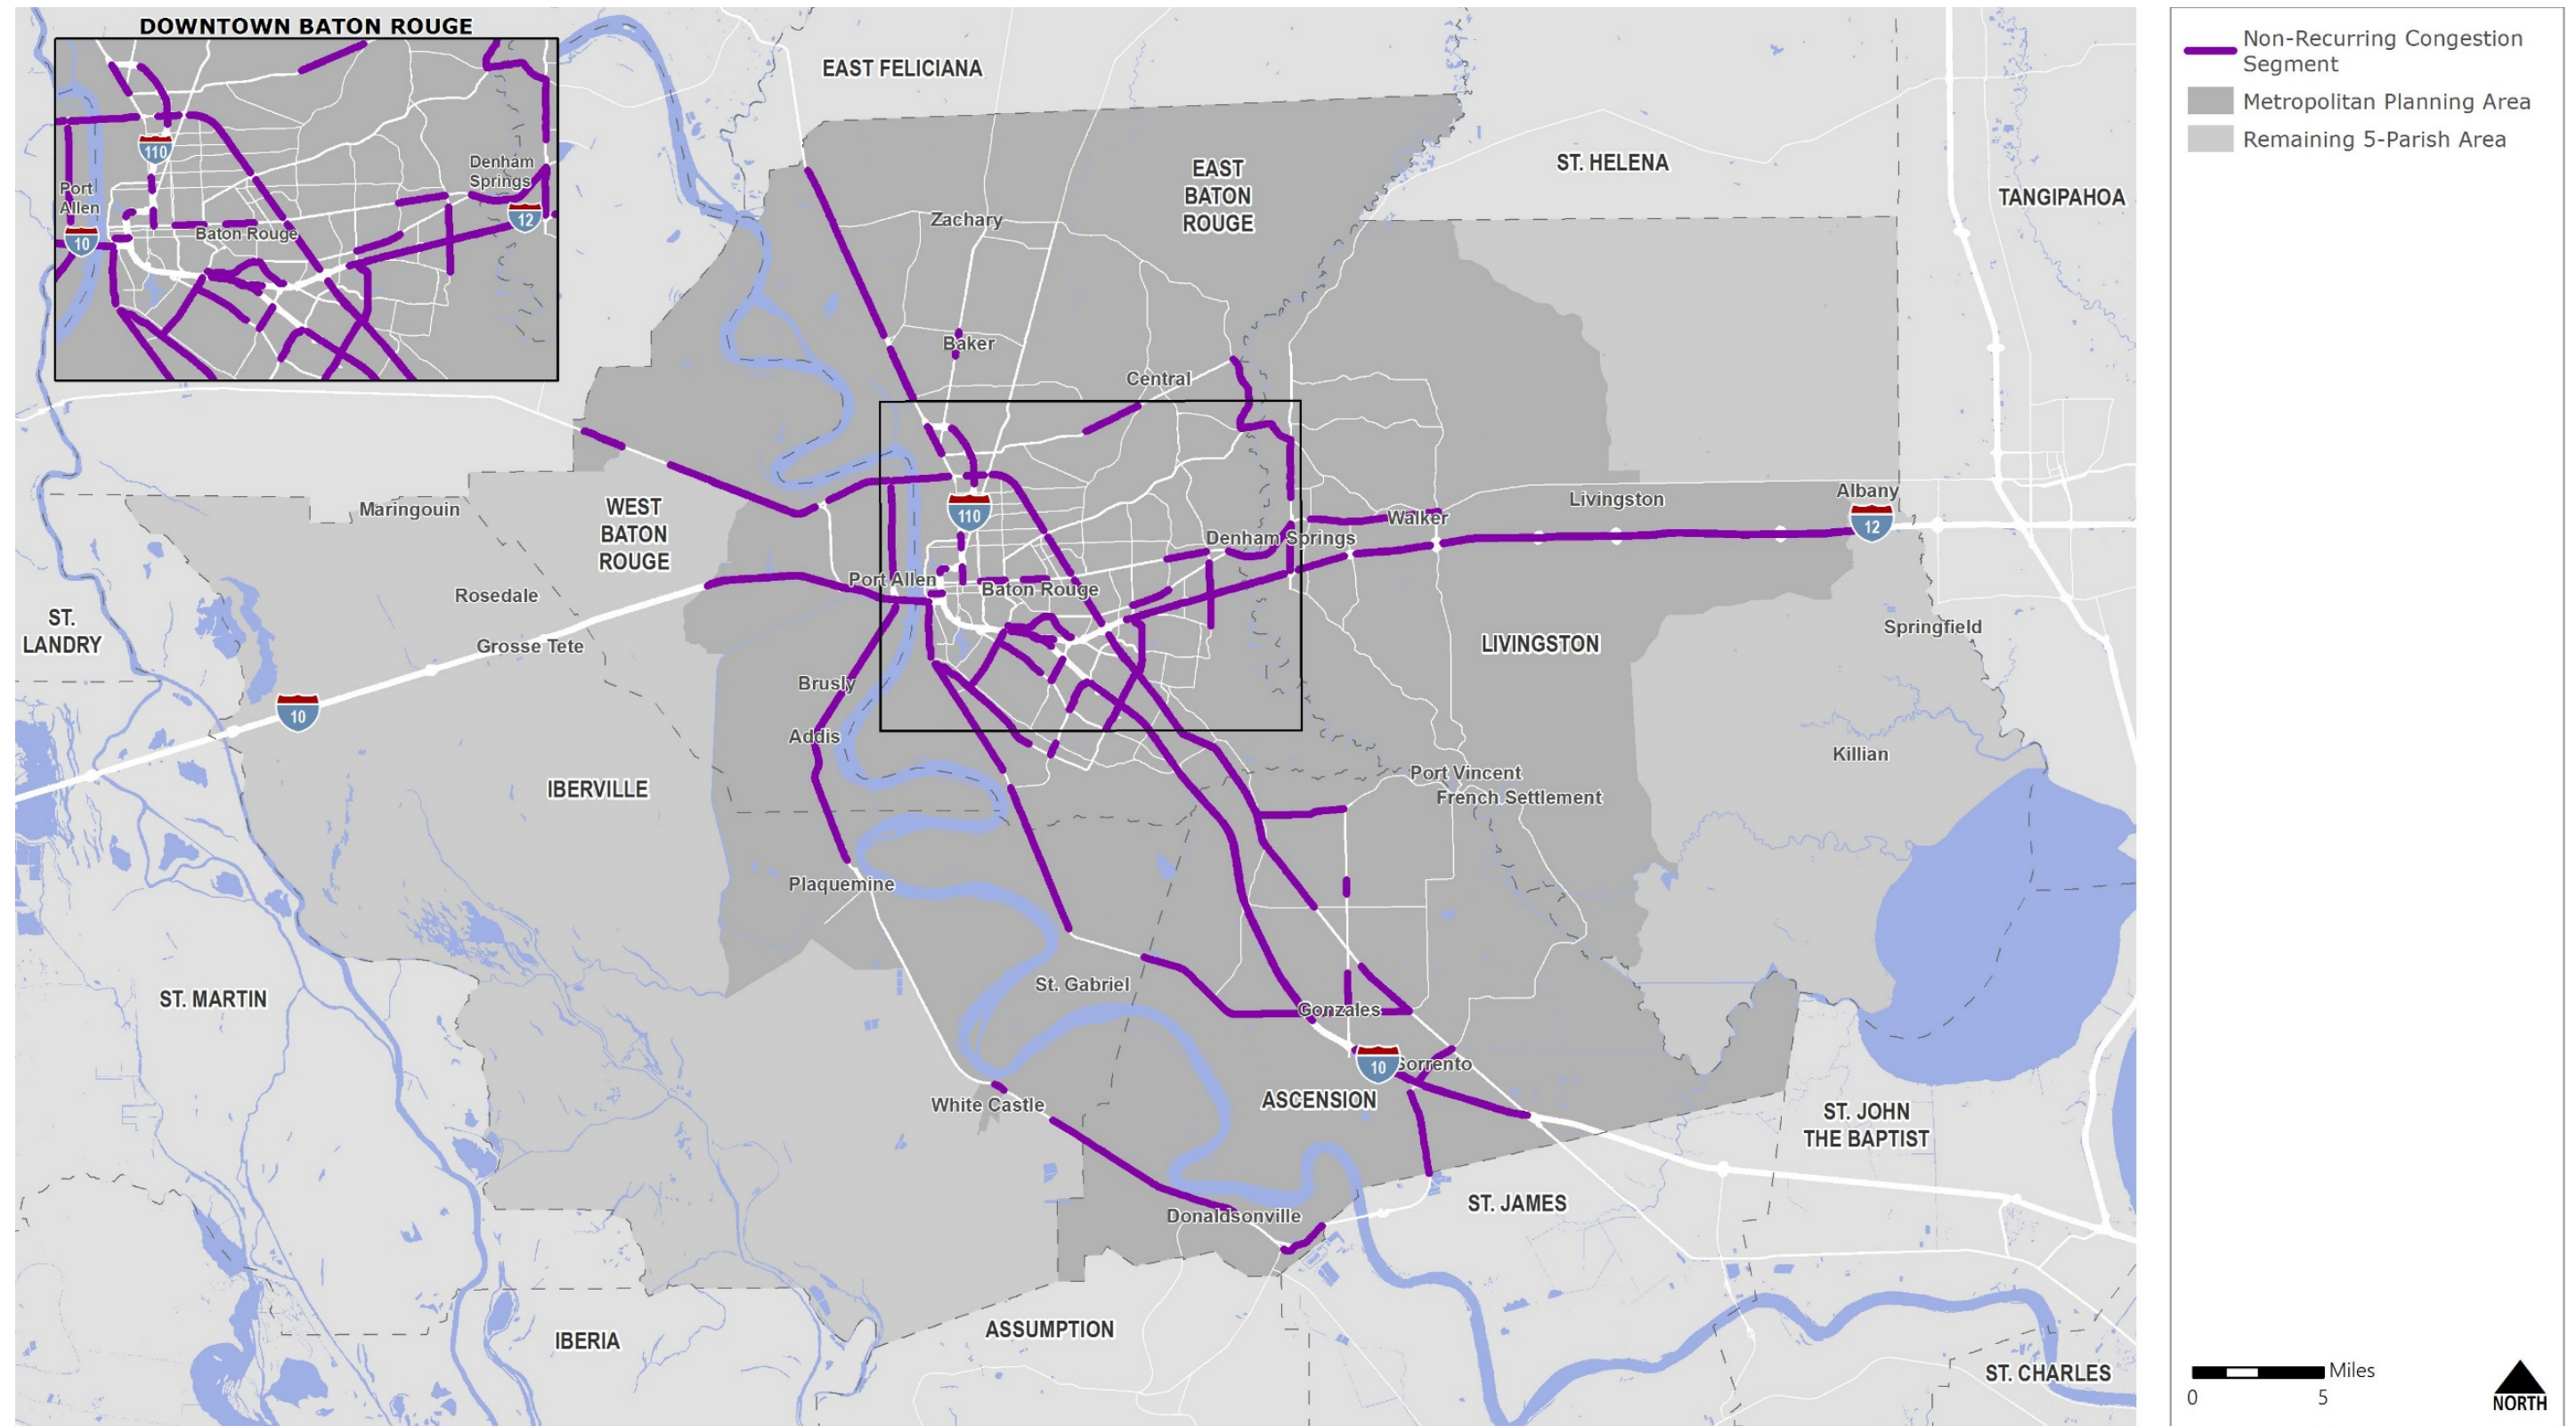 DOWNTOWN BATON ROUGE
110
Denham
Springs
Port
Allen
12
10
Baton Rouge
Non-Recurring Congestion
Segment
Metropolitan Planning Area
Remaining 5-Parish Area
EAST FELICIANA
ST. HELENA
TANGIPAHOA
EAST
BATON
ROUGE
Zachary
Baker
Central
Maringouin
WEST
BATON
ROUGE
110
Livingston
Albany
Walker
12
Denham Springs
Port Allen
Baton Rouge
Rosedale
ST.
LANDRY
Grosse Tete
LIVINGSTON
Springfield
10
Brusly
Addis
Killian
IBERVILLE
Port Vincent
French Settlement
Plaquemine
St. Gabriel
ST. MARTIN
Gonzales
10
Sorrento
White Castle
ASCENSION
ST. JOHN
THE BAPTIST
ST. JAMES
Donaldsonville
IBERIA
ASSUMPTION
ST. CHARLES
Miles
0
5
NORTH